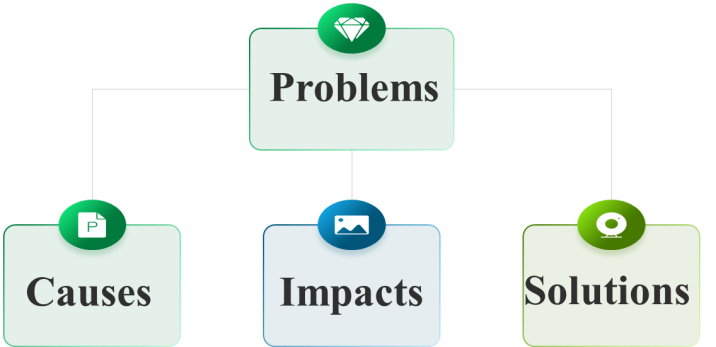 Problems
P
Causes
Impacts
Solutions